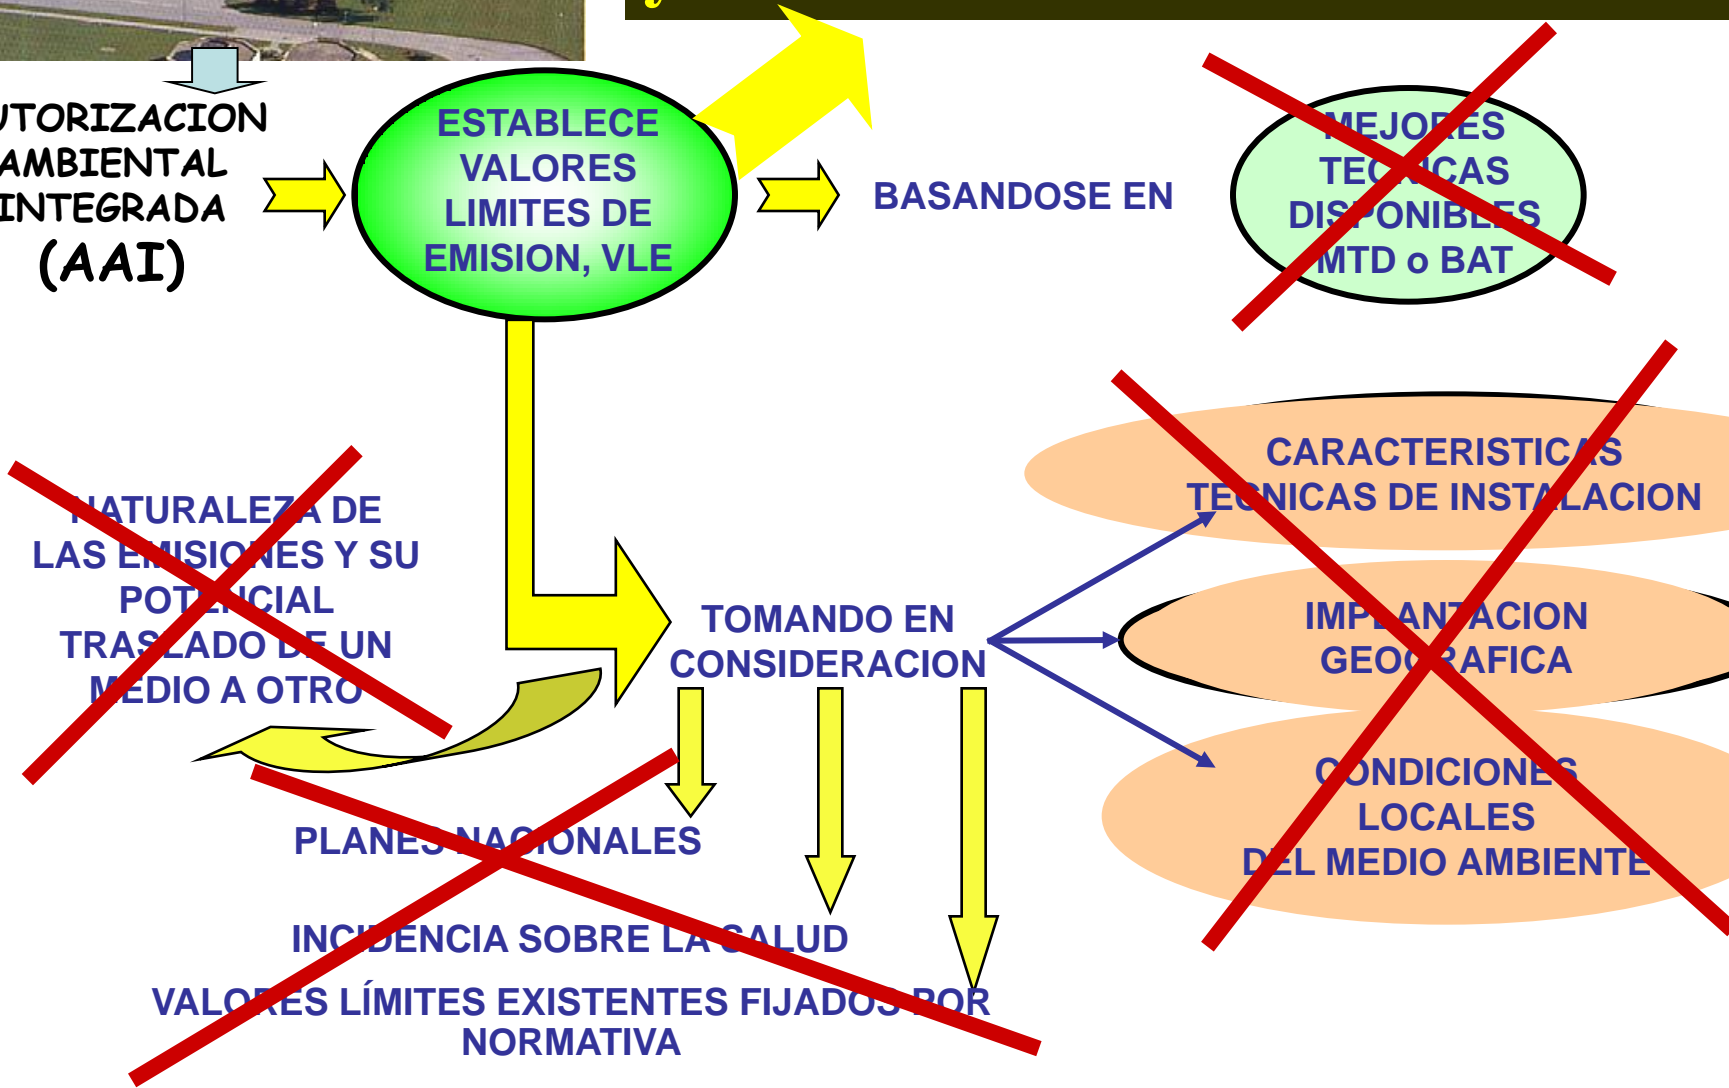 UTORIZACION
AMBIENTAL
INTEGRADA
(AAI)
ESTABLECE
VALORES
LIMITES DE
EMISION, VLE
BASANDOSE EN
MEJORES
TECNICAS
DISPONIBLES
MTD o BAT
CARACTERISTICAS
TECNICAS DE INSTALACION
IMPLANTACION
GEOGRAFICA
CONDICIONES
LOCALES
DEL MEDIO AMBIENTE
NATURALEZA DE
LAS EMISIONES Y SU
POTENCIAL
TRASLADO DE UN
MEDIO A OTRO
TOMANDO EN
CONSIDERACION
PLANES NACIONALES
INCIDENCIA SOBRE LA SALUD
VALORES LÍMITES EXISTENTES FIJADOS POR
NORMATIVA